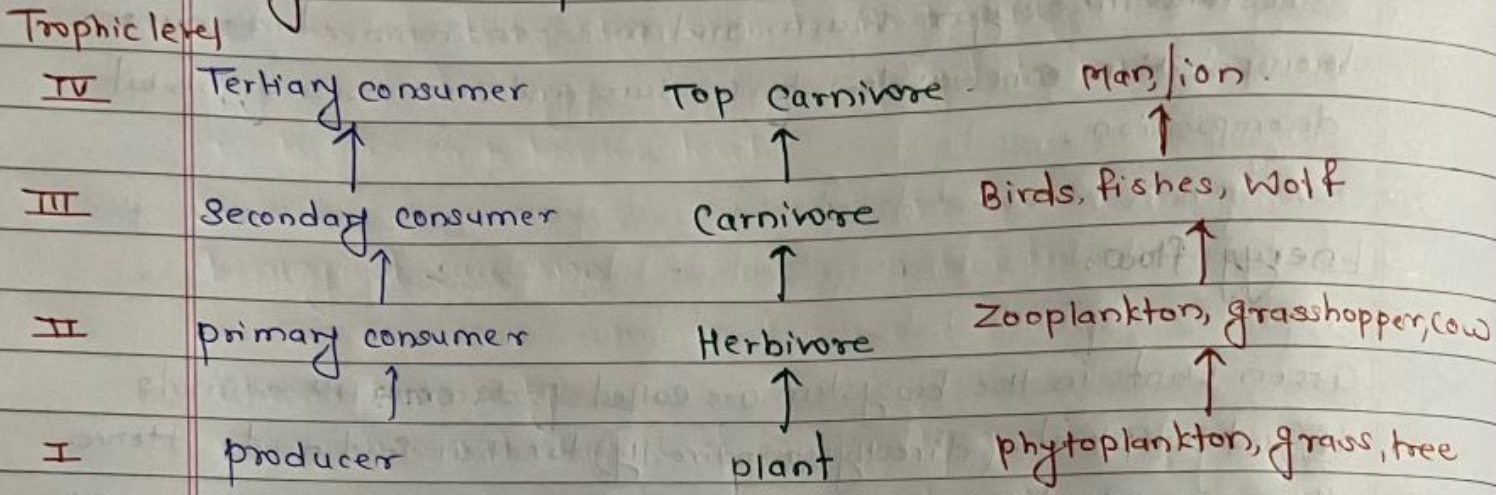 Trophic level
IV Tertiary consumer Top Carnivore Man, lion.
III Secondary consumer Carnivore Birds, fishes, Wolf
II primary consumer Herbivore Zooplankton, grasshopper, cow
I producer plant phytoplankton, grass, tree